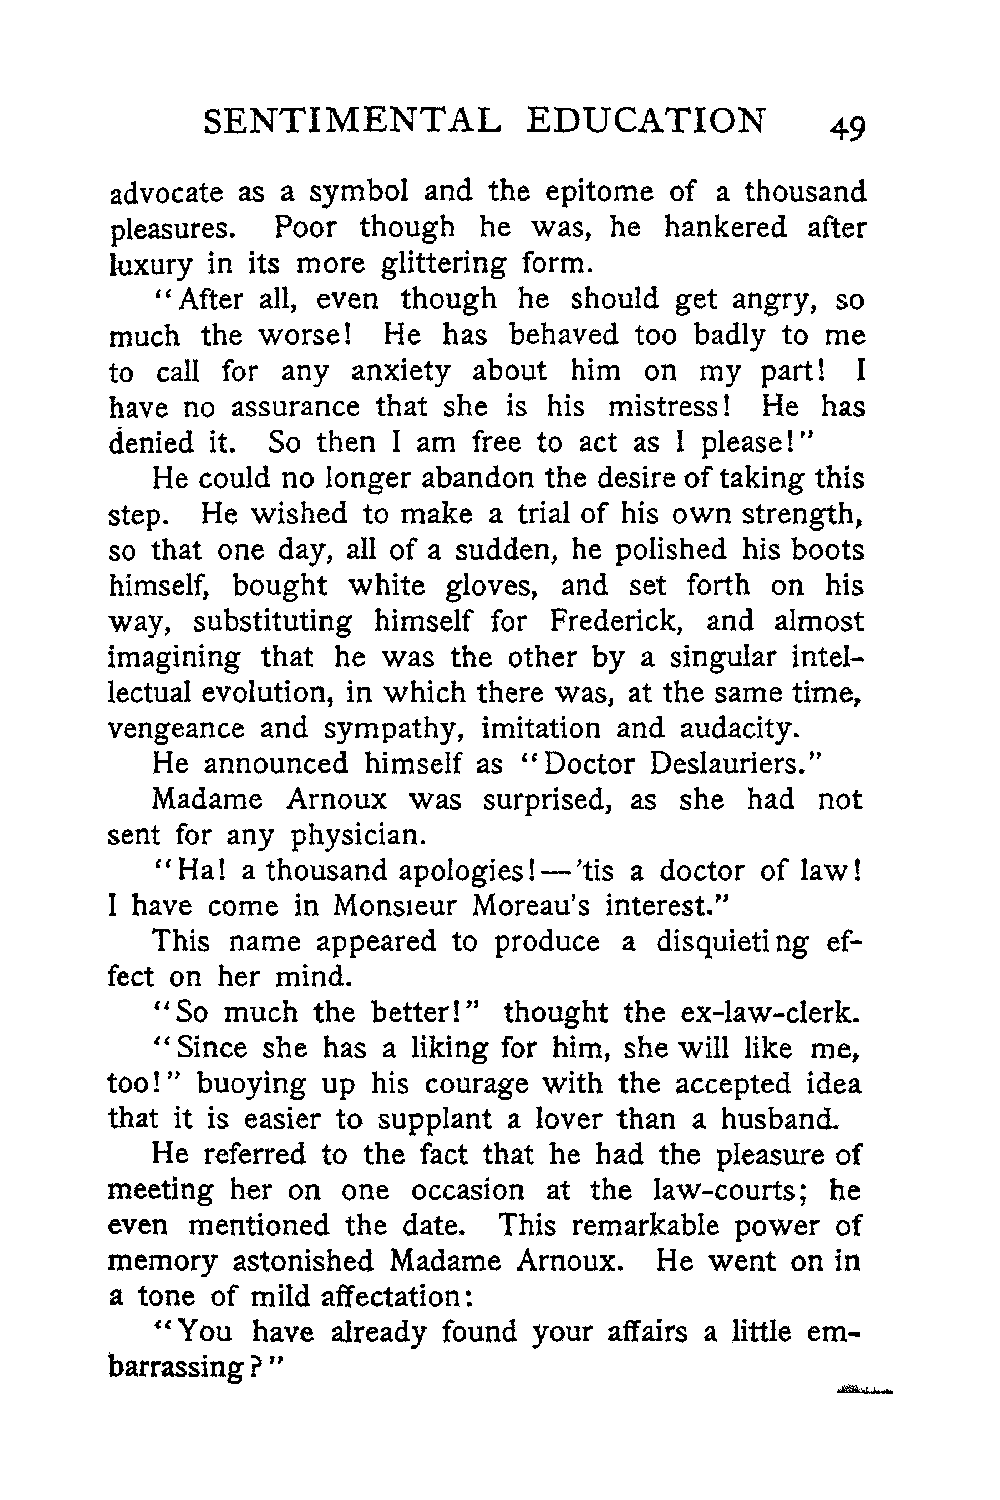 SENTIMENTAL EDUCATION 49
advocate as a symbol and the epitome of a thousand
pleasures. Poor though he was, he hankered after
luxury in its more glittering form.
"After all, even though he should get angry, so
much the worse! He has behaved too badly to me
to call for any anxiety about him on my part! I
have no assurance that she is his mistress! He has
denied it. So then I am free to act as I please!"
He could no longer abandon the desire of taking this
step. He wished to make a trial of his own strength,
so that one day, all of a sudden, he polished his boots
himself, bought white gloves, and set forth on his
way, substituting himself for Frederick, and almost
imagining that he was the other by a singular intel-
lectual evolution, in which there was, at the same time,
vengeance and sympathy, imitation and audacity.
He announced himself as "Doctor Deslauriers."
Madame Arnoux was surprised, as she had not
sent for any physician.
"Ha! a thousand apologies!—'tis a doctor of law!
I have come in Monsieur Moreau's interest."
This name appeared to produce a disquieting ef-
fect on her mind.
"So much the better!" thought the ex-law-clerk.
"Since she has a liking for him, she will like me,
too!" buoying up his courage with the accepted idea
that it is easier to supplant a lover than a husband.
He referred to the fact that he had the pleasure of
meeting her on one occasion at the law-courts; he
even mentioned the date. This remarkable power of
memory astonished Madame Arnoux. He went on in
a tone of mild affectation:
"You have already found your affairs a little em-
barrassing?"